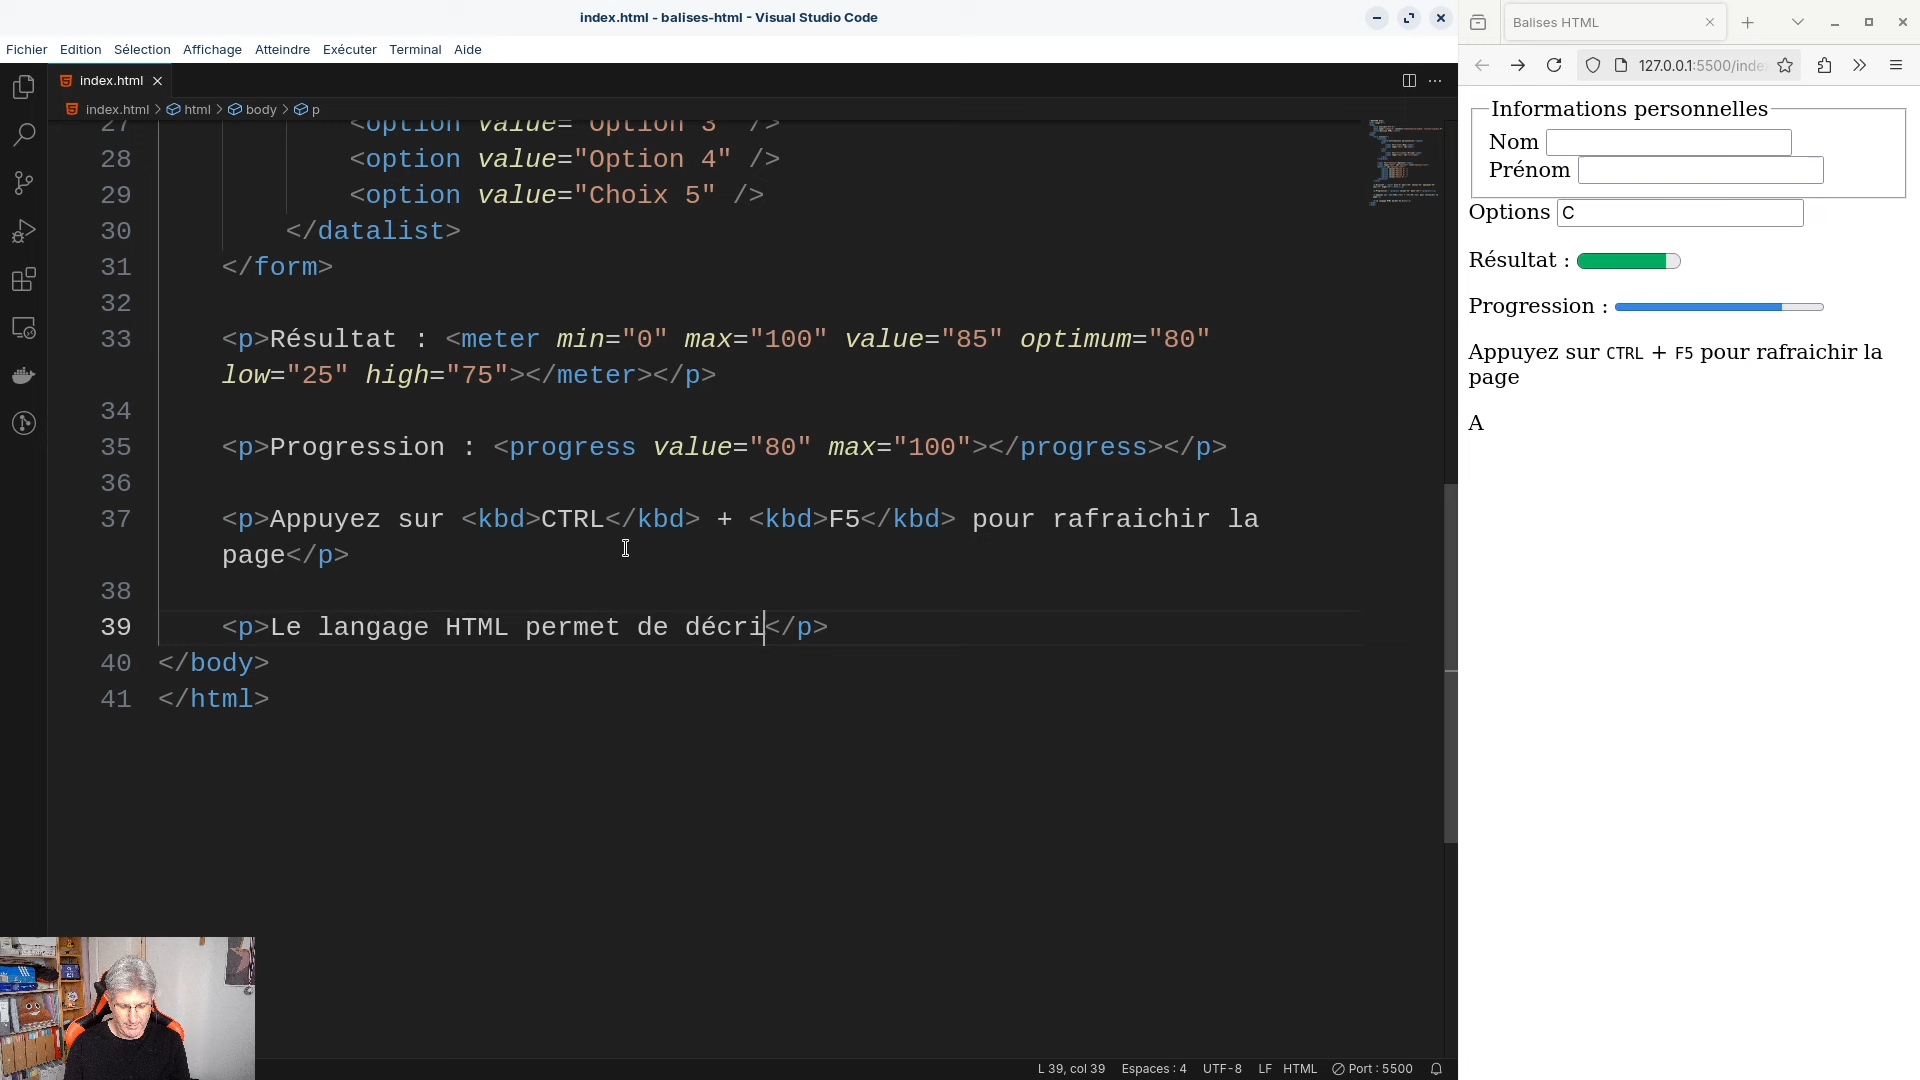 index.html - balises-html - Visual Studio Code
Fichier Edition Sélection Affichage Atteindre Exécuter Terminal Aide
index.html
index.html > html > body > p
27 <option value="Option 3" />
28 <option value="Option 4" />
29 <option value="Choix 5" />
30 </datalist>
31 </form>
32
33 <p>Résultat : <meter min="0" max="100" value="85" optimum="80"
low="25" high="75"></meter></p>
34
35 <p>Progression : <progress value="80" max="100"></progress></p>
36
37 <p>Appuyez sur <kbd>CTRL</kbd> + <kbd>F5</kbd> pour rafraichir la
page</p>
38
39 <p>Le langage HTML permet de décri</p>
40 </body>
41 </html>
L 39, col 39 Espaces : 4 UTF-8 LF HTML Port : 5500
Balises HTML
127.0.0.1:5500/inde
Informations personnelles
Nom
Prénom
Options C
Résultat :
Progression :
Appuyez sur CTRL + F5 pour rafraichir la
page
A